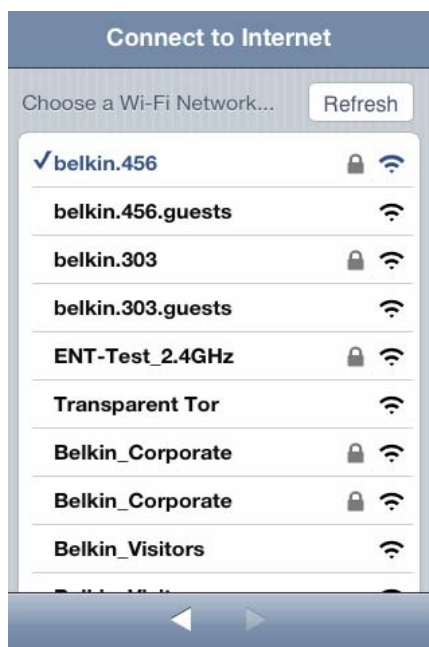 Connect to Internet
Choose a Wi-Fi Network... Refresh
belkin.456
belkin.456.guests
belkin.303
belkin.303.guests
ENT-Test_2.4GHz
Transparent Tor
Belkin_Corporate
Belkin_Corporate
Belkin_Visitors